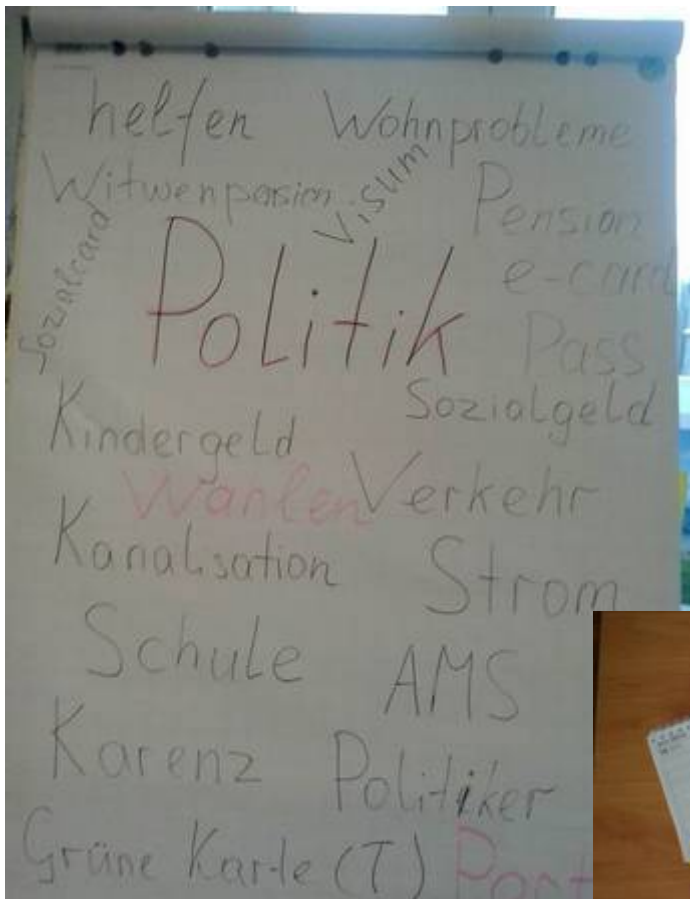 helfen Wohnprobleme
Witwenpension Visum Pension
Sozialcard Politik e-card
Pass
Kindergeld Sozialgeld
Wahlen Verkehr
Kanalisation Strom
Schule AMS
Karenz Politiker
Grüne Karte (T) Part